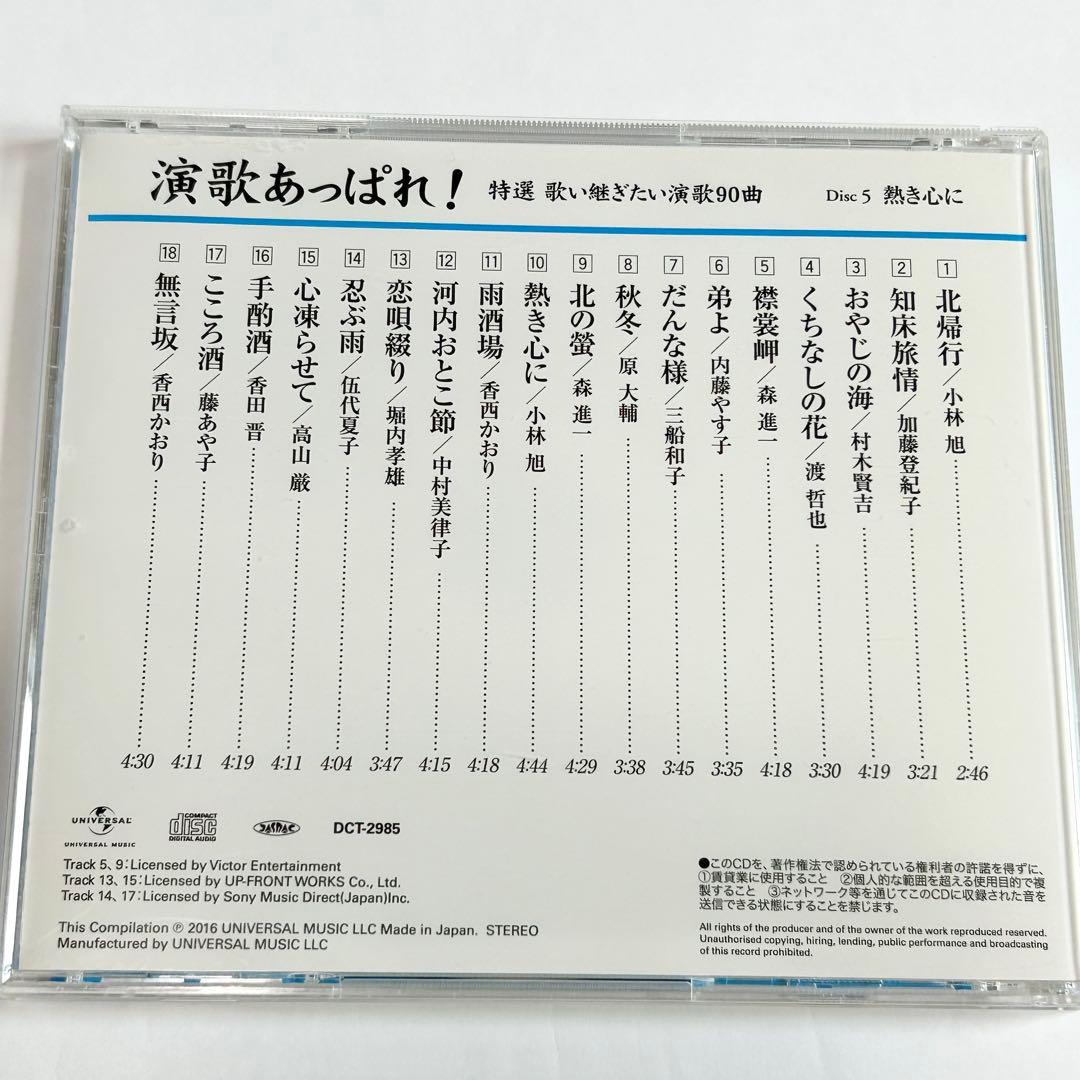 演歌あっぱれ! 特選 歌い継ぎたい演歌90曲 Disc 5 熱き心に
1 北帰行/小林 旭 2:46
2 知床旅情/加藤登紀子 3:21
3 おやじの海/村木賢吉 4:19
4 くちなしの花/渡 哲也 3:30
5 襟裳岬/森 進一 4:18
6 弟よ/内藤やす子 3:35
7 だんな様/三船和子 3:45
8 秋冬/原 大輔 3:38
9 北の螢/森 進一 4:29
10 熱き心に/小林 旭 4:44
11 雨酒場/香西かおり 4:18
12 河内おとこ節/中村美律子 4:15
13 恋唄綴り/堀内孝雄 3:47
14 忍ぶ雨/伍代夏子 4:04
15 心凍らせて/高山 厳 4:11
16 手酌酒/香田 晋 4:19
17 こころ酒/藤あや子 4:11
18 無言坂/香西かおり 4:30
UNIVERSAL
UNIVERSAL MUSIC
COMPACT
disc
DIGITAL AUDIO
JASRAC
DCT-2985
Track 5, 9:Licensed by Victor Entertainment
Track 13, 15:Licensed by UP-FRONT WORKS Co., Ltd.
Track 14, 17:Licensed by Sony Music Direct(Japan)Inc.
This Compilation ℗ 2016 UNIVERSAL MUSIC LLC Made in Japan. STEREO
Manufactured by UNIVERSAL MUSIC LLC
●このCDを、著作権法で認められている権利者の許諾を得ずに、
①賃貸業に使用すること ②個人的な範囲を超える使用目的で複
製すること ③ネットワーク等を通じてこのCDに収録された音を
送信できる状態にすることを禁じます。
All rights of the producer and of the owner of the work reproduced reserved.
Unauthorised copying, hiring, lending, public performance and broadcasting
of this record prohibited.